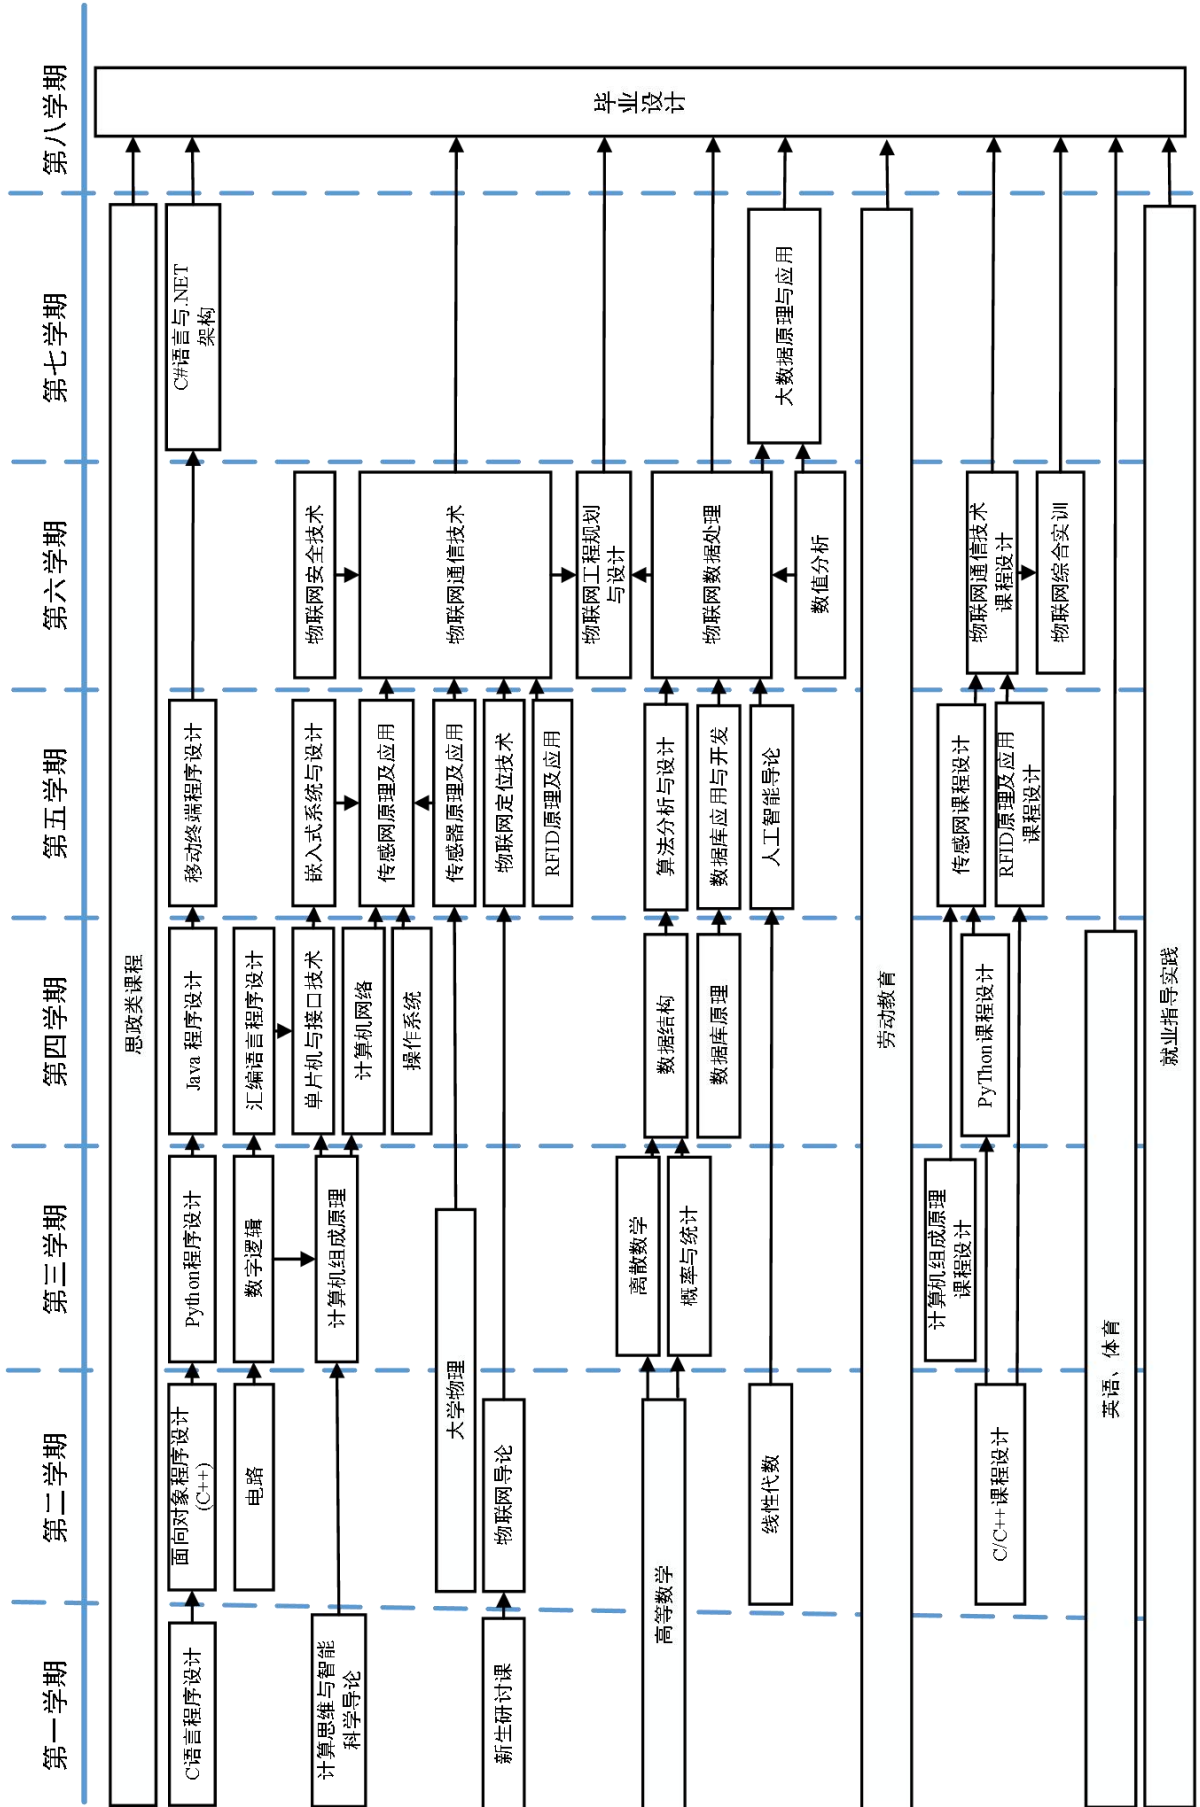 第一学期
第二学期
第三学期
第四学期
第五学期
第六学期
第七学期
第八学期
思政类课程
C语言程序设计
面向对象程序设计
(C++)
Python程序设计
Java 程序设计
移动终端程序设计
C#语言与.NET
架构
电路
数字逻辑
汇编语言程序设计
计算思维与智能
科学导论
计算机组成原理
单片机与接口技术
嵌入式系统与设计
物联网安全技术
计算机网络
操作系统
传感网原理及应用
物联网通信技术
大学物理
传感器原理及应用
新生研讨课
物联网导论
物联网定位技术
RFID原理及应用
物联网工程规划
与设计
高等数学
离散数学
概率与统计
数据结构
算法分析与设计
物联网数据处理
数据库原理
数据库应用与开发
线性代数
人工智能导论
数值分析
大数据原理与应用
劳动教育
计算机组成原理
课程设计
传感网课程设计
C/C++课程设计
PyThon课程设计
RFID原理及应用
课程设计
物联网通信技术
课程设计
物联网综合实训
英语、体育
就业指导实践
毕业
设计